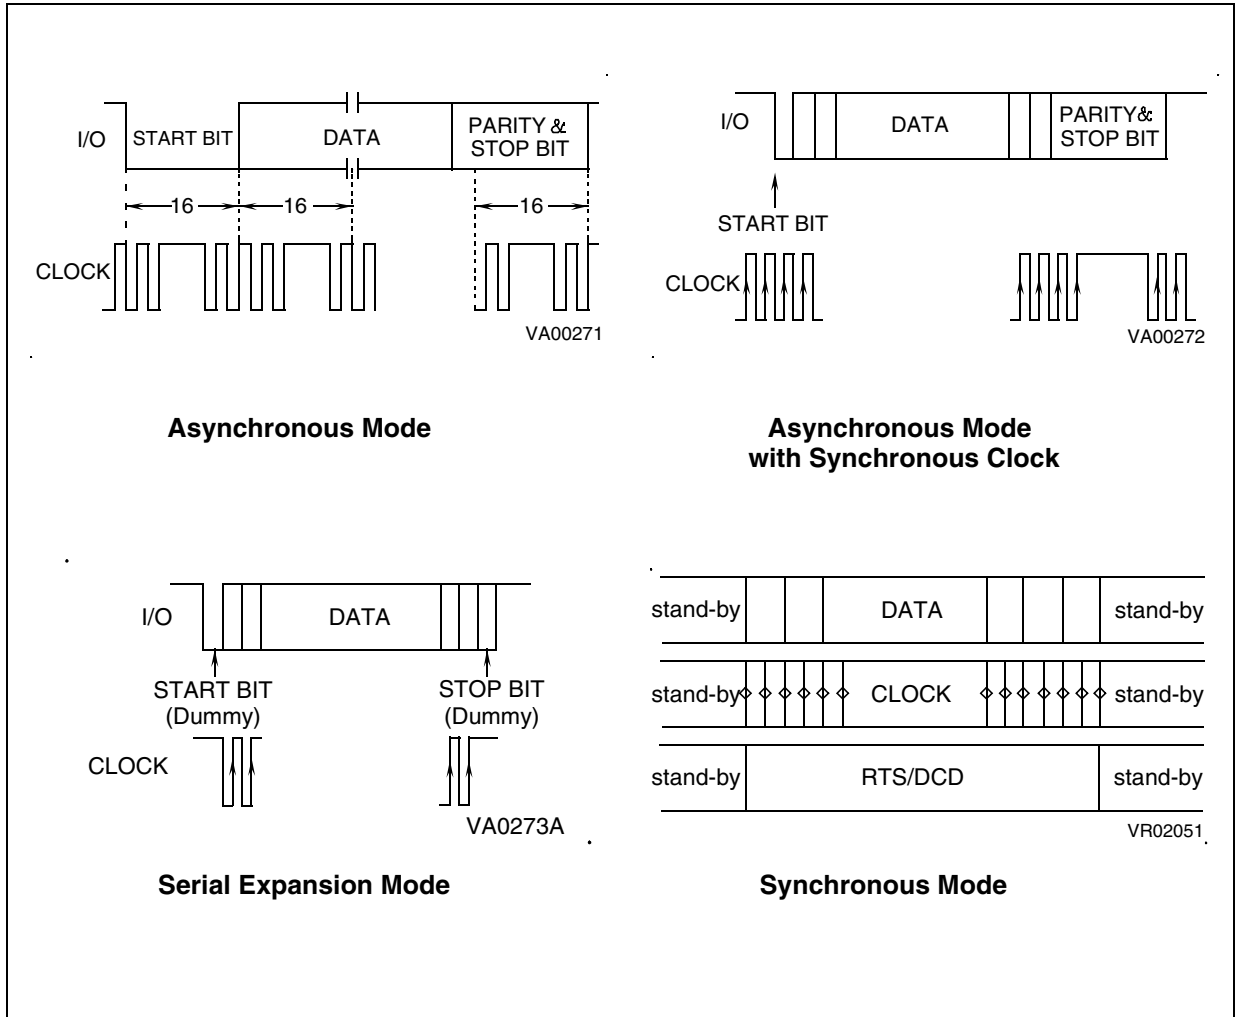 I/O
START BIT
DATA
PARITY &
STOP BIT
16
16
16
CLOCK
VA00271
Asynchronous Mode
I/O
DATA
PARITY&
STOP BIT
START BIT
CLOCK
VA00272
Asynchronous Mode
with Synchronous Clock
I/O
DATA
START BIT
(Dummy)
STOP BIT
(Dummy)
CLOCK
VA0273A
Serial Expansion Mode
stand-by
DATA
stand-by
stand-by
CLOCK
stand-by
stand-by
RTS/DCD
stand-by
VR02051
Synchronous Mode